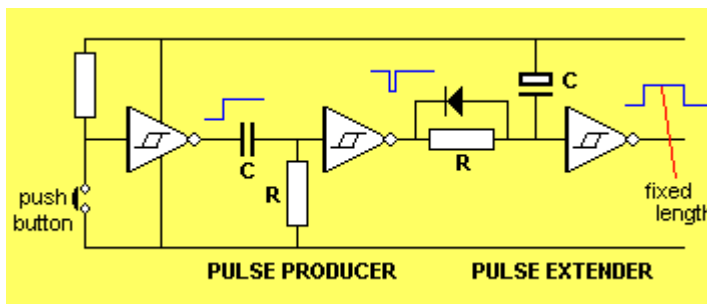 C
C
R
R
push
button
fixed
length
PULSE PRODUCER
PULSE EXTENDER